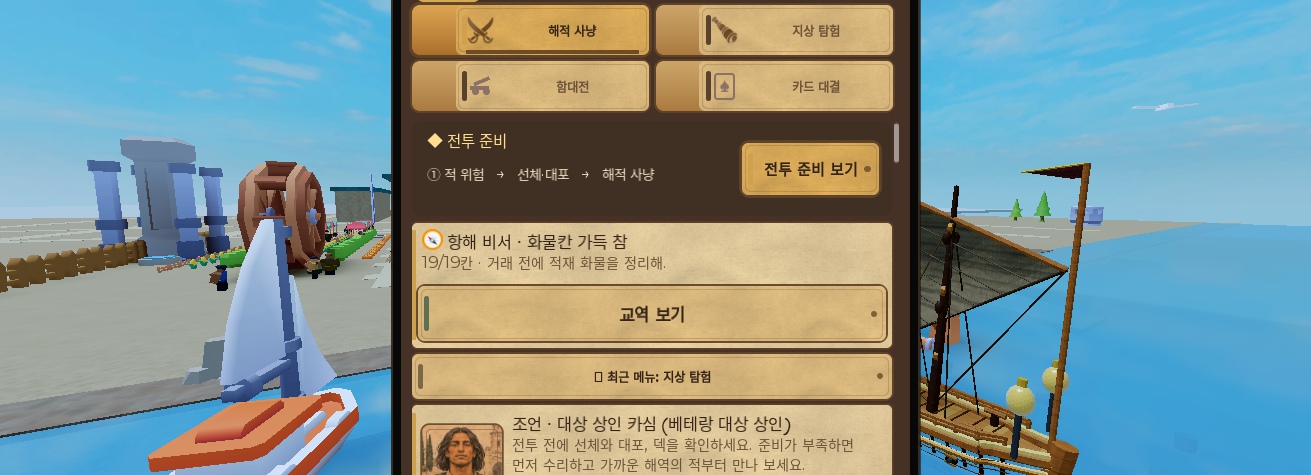 해적 사냥
지상 탐험
함대전
카드 대결
◆ 전투 준비
① 적 위험 → 선체·대포 → 해적 사냥
전투 준비 보기
항해 비서 · 화물칸 가득 참
19/19칸 · 거래 전에 적재 화물을 정리해.
교역 보기
최근 메뉴: 지상 탐험
조언 · 대상 상인 카심 (베테랑 대상 상인)
전투 전에 선체와 대포, 덱을 확인하세요. 준비가 부족하면
먼저 수리하고 가까운 해역의 적부터 만나 보세요.